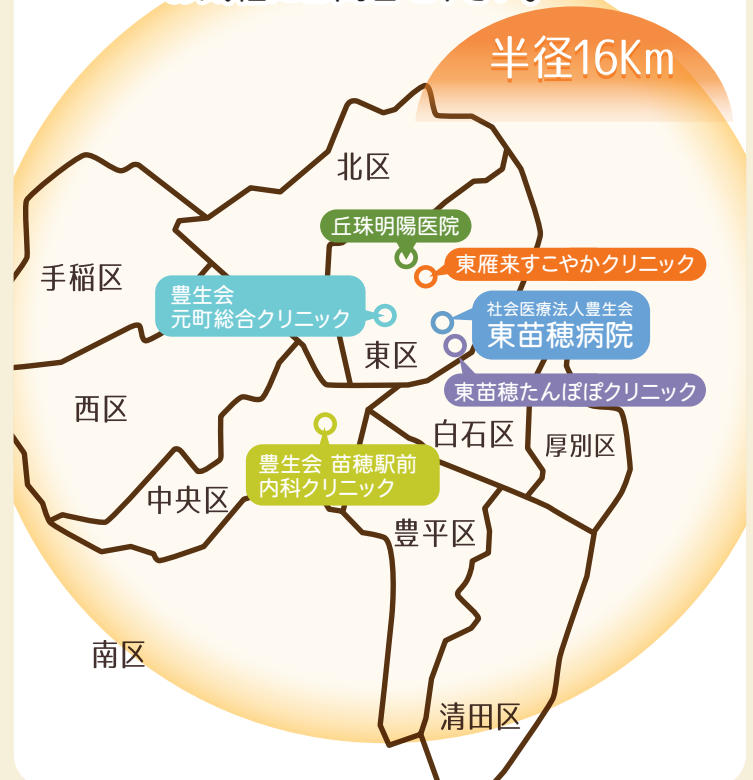 半径16Km
北区
丘珠明陽医院
東雁来すこやかクリニック
手稲区
豊生会
元町総合クリニック
社会医療法人豊生会
東苗穂病院
東区
東苗穂たんぽぽクリニック
西区
白石区
厚別区
豊生会 苗穂駅前
内科クリニック
中央区
豊平区
南区
清田区